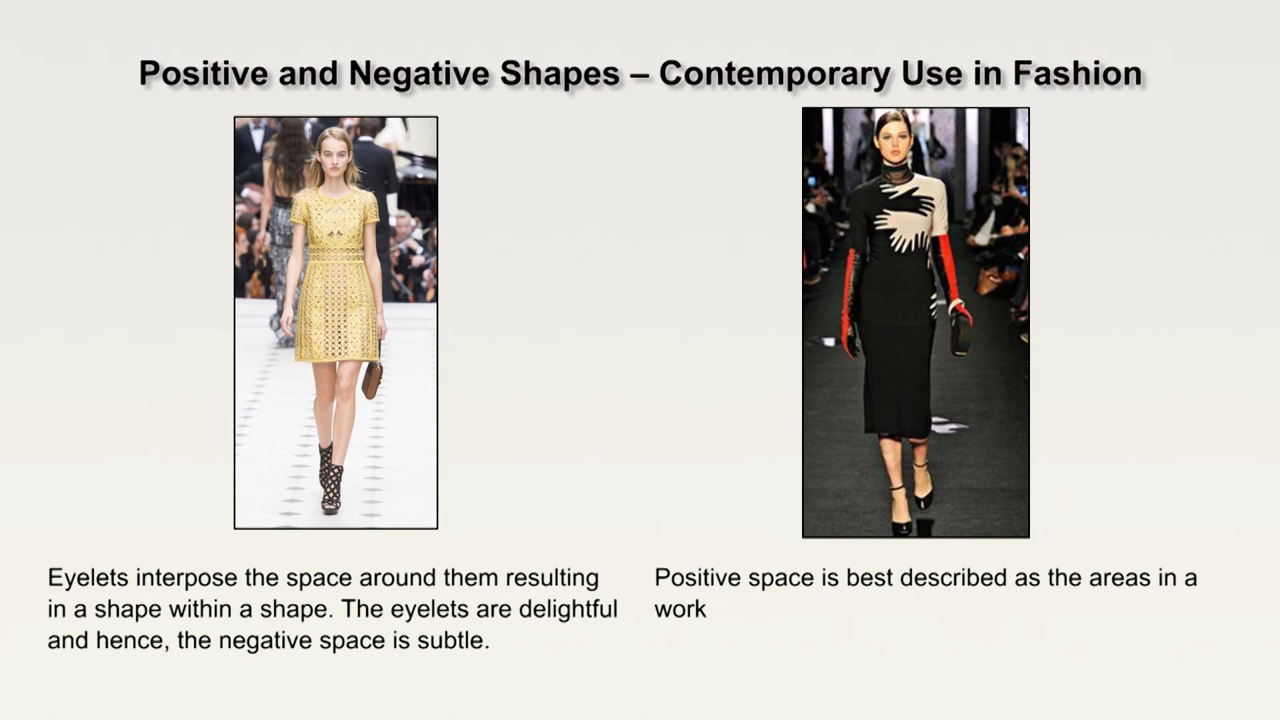 Positive and Negative Shapes – Contemporary Use in Fashion
Eyelets interpose the space around them resulting
in a shape within a shape. The eyelets are delightful
and hence, the negative space is subtle.
Positive space is best described as the areas in a
work